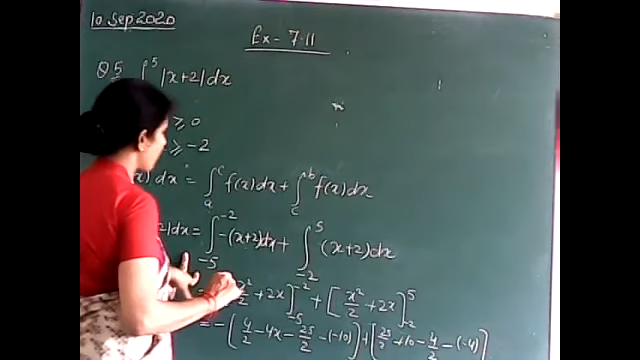 10 Sep 2020
Ex - 7.11
Q 5 ∫ 5 |x+2| dx
≥ 0
≥ -2
x) dx = ∫_a^c f(x) dx + ∫_c^b f(x) dx
2| dx = ∫_{-5}^{-2} -(x+2) dx + ∫_{-2}^5 (x+2) dx
x²/2 + 2x]_{-5}^{-2} + [x²/2 + 2x]_{-2}^5
= -[4/2 - 4x - 25/2 - (-10)] + [25/2 + 10 - 4/2 - (-4)]